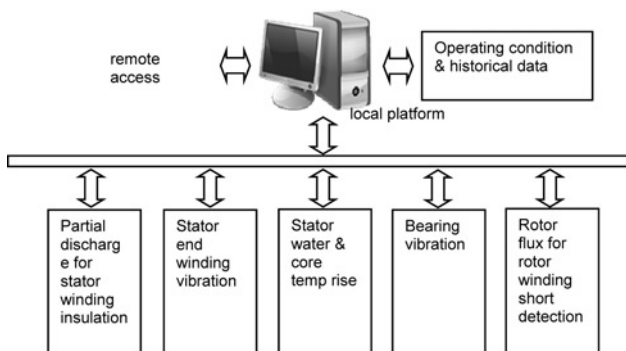 remote
access
Operating condition
& historical data
local platform
Partial
discharg
e for
stator
winding
insulation
Stator
end
winding
vibration
Stator
water &
core
temp rise
Bearing
vibration
Rotor
flux for
rotor
winding
short
detection